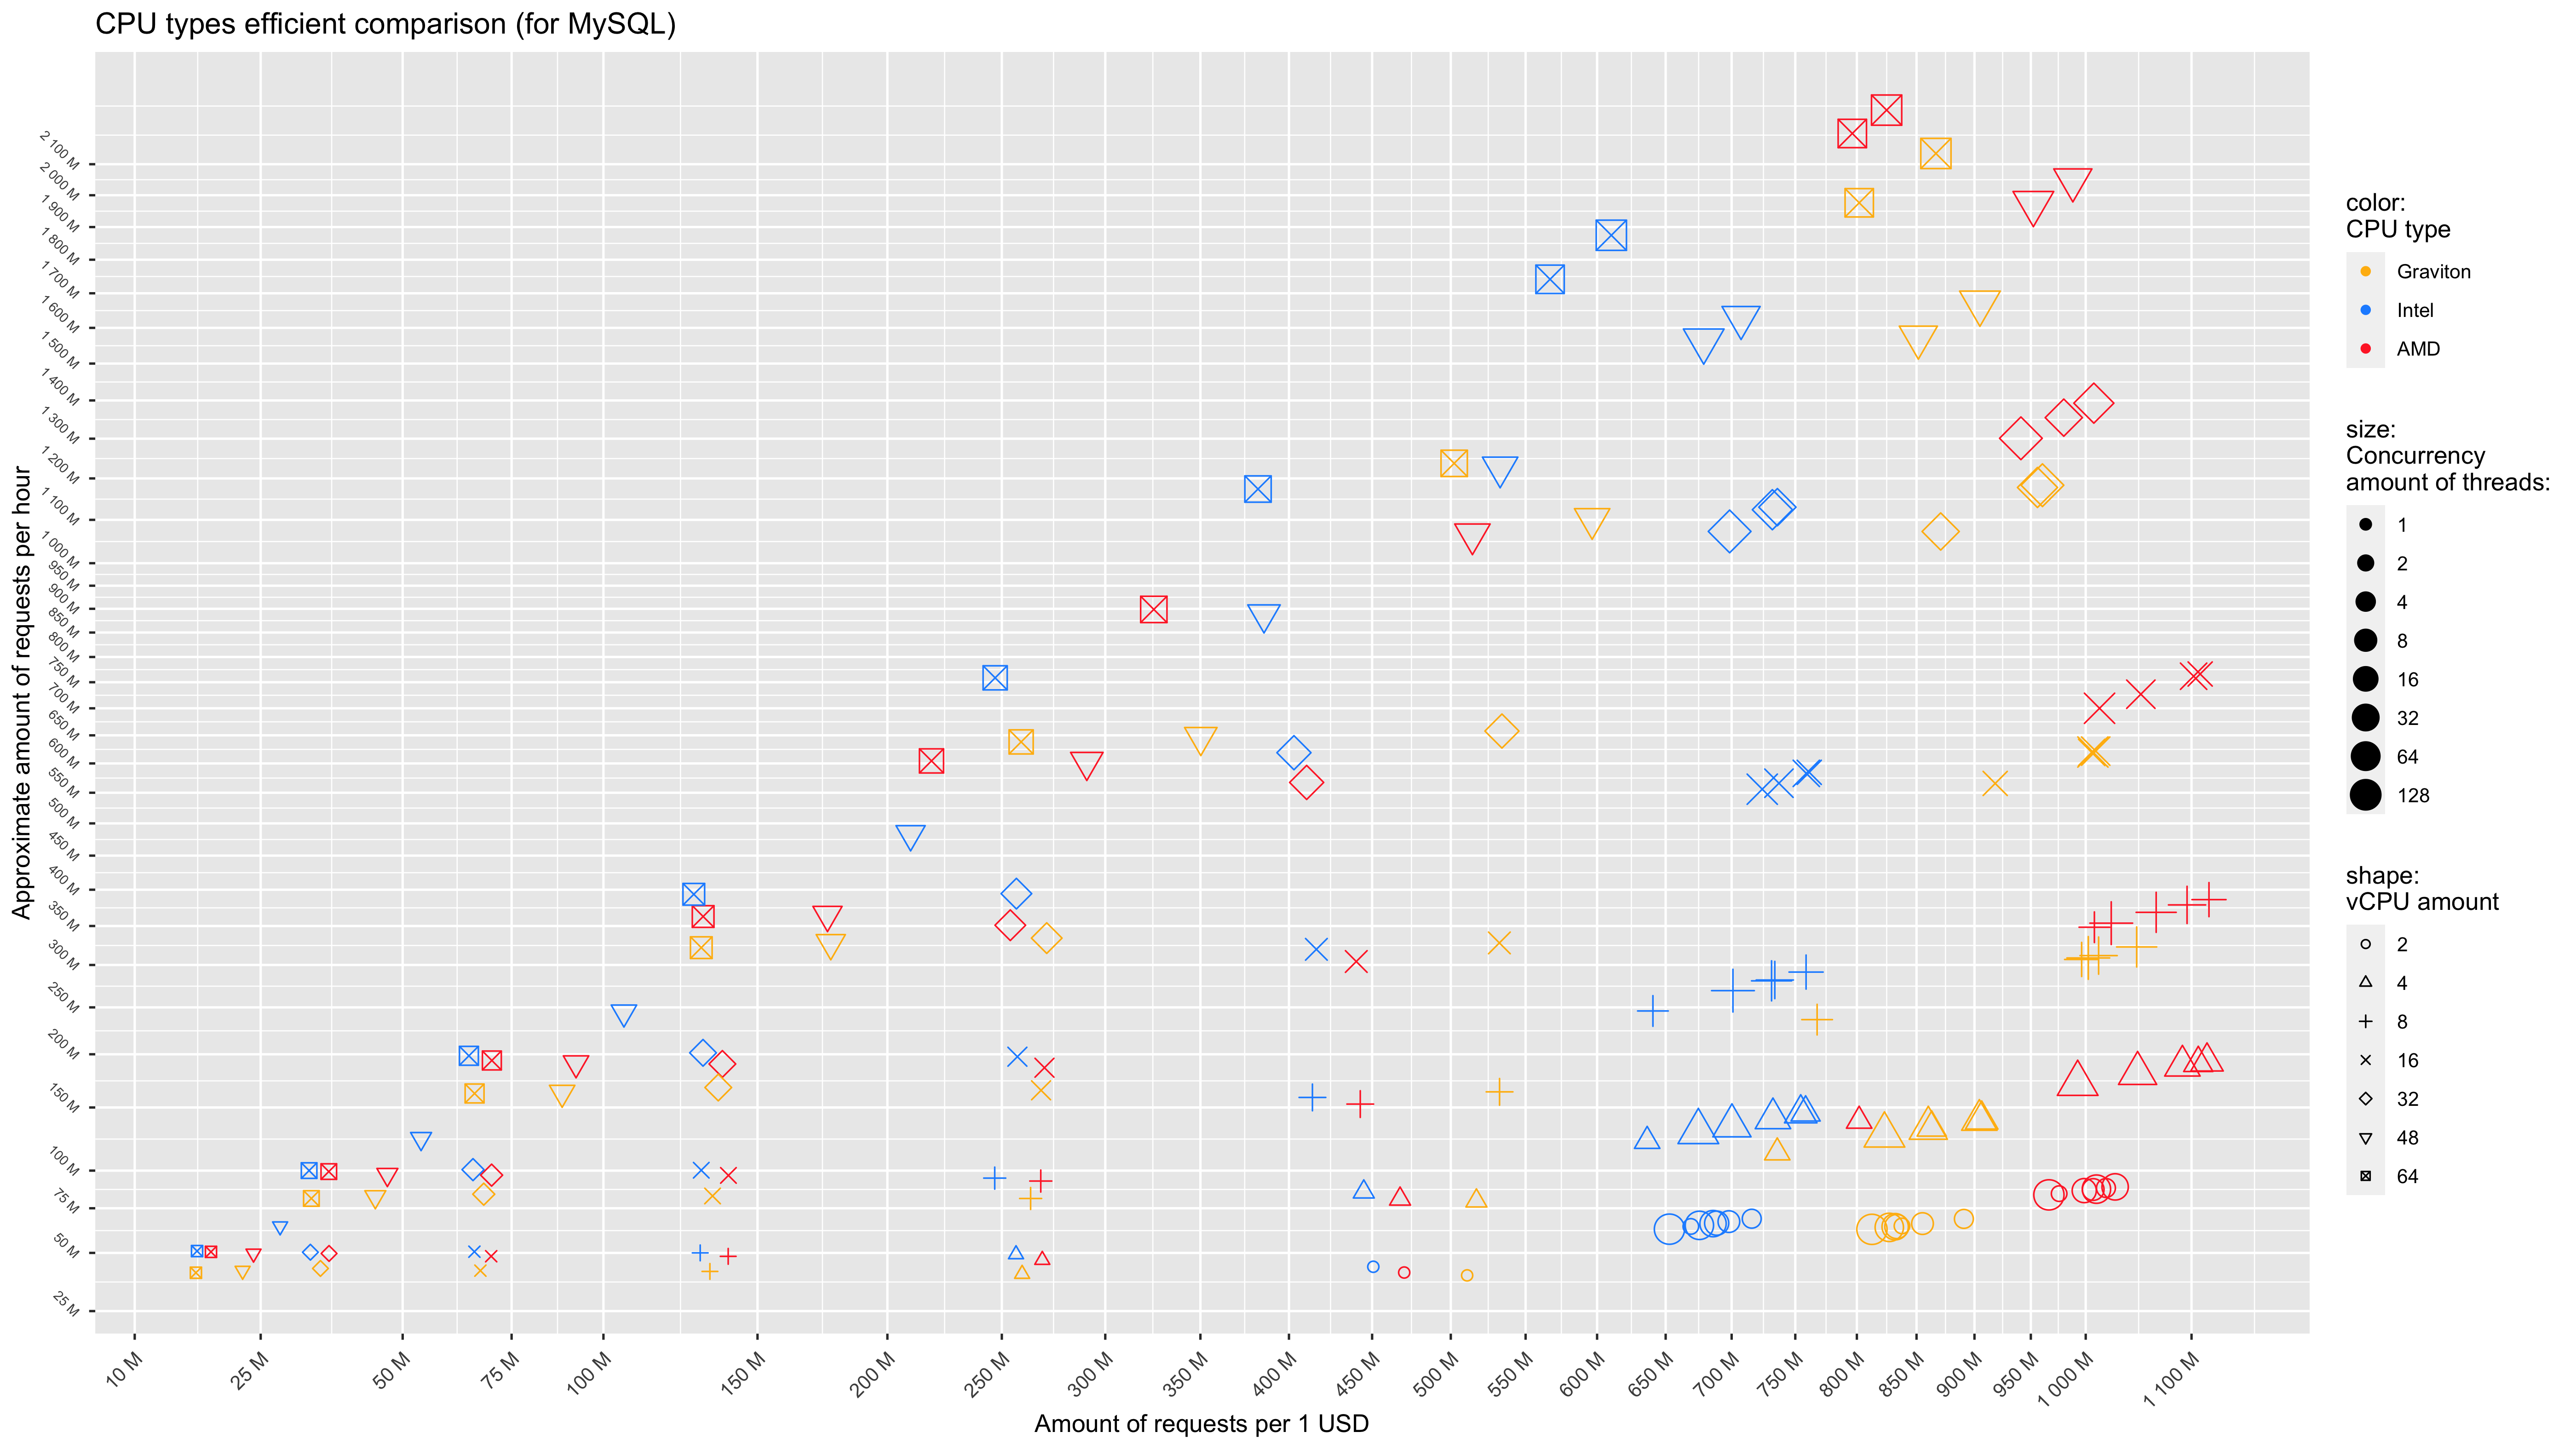 CPU types efficient comparison (for MySQL)
Approximate amount of requests per hour
2 100 M
2 000 M
1 900 M
1 800 M
1 700 M
1 600 M
1 500 M
1 400 M
1 300 M
1 200 M
1 100 M
1 000 M
950 M
900 M
850 M
800 M
750 M
700 M
650 M
600 M
550 M
500 M
450 M
400 M
350 M
300 M
250 M
200 M
150 M
100 M
75 M
50 M
25 M
10 M
25 M
50 M
75 M
100 M
150 M
200 M
250 M
300 M
350 M
400 M
450 M
500 M
550 M
600 M
650 M
700 M
750 M
800 M
850 M
900 M
950 M
1 000 M
1 100 M
Amount of requests per 1 USD
color:
CPU type
Graviton
Intel
AMD
size:
Concurrency
amount of threads:
1
2
4
8
16
32
64
128
shape:
vCPU amount
2
4
8
16
32
48
64